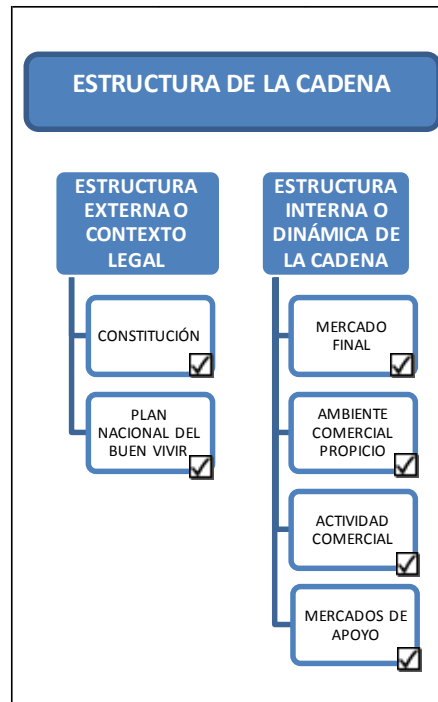 ESTRUCTURA DE LA CADENA
ESTRUCTURA
EXTERNA O
CONTEXTO
LEGAL
CONSTITUCIÓN
PLAN
NACIONAL DEL
BUEN VIVIR
ESTRUCTURA
INTERNA O
DINÁMICA DE
LA CADENA
MERCADO
FINAL
AMBIENTE
COMERCIAL
PROPICIO
ACTIVIDAD
COMERCIAL
MERCADOS DE
APOYO